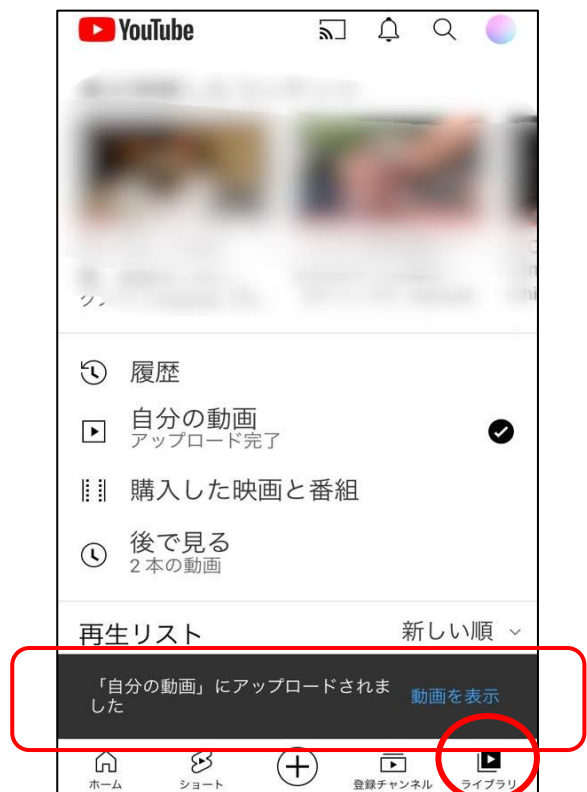 YouTube
履歴
自分の動画
アップロード完了
購入した映画と番組
後で見る
2 本の動画
再生リスト
新しい順
「自分の動画」にアップロードされま
した
動画を表示
ホーム
ショート
登録チャンネル
ライブラリ